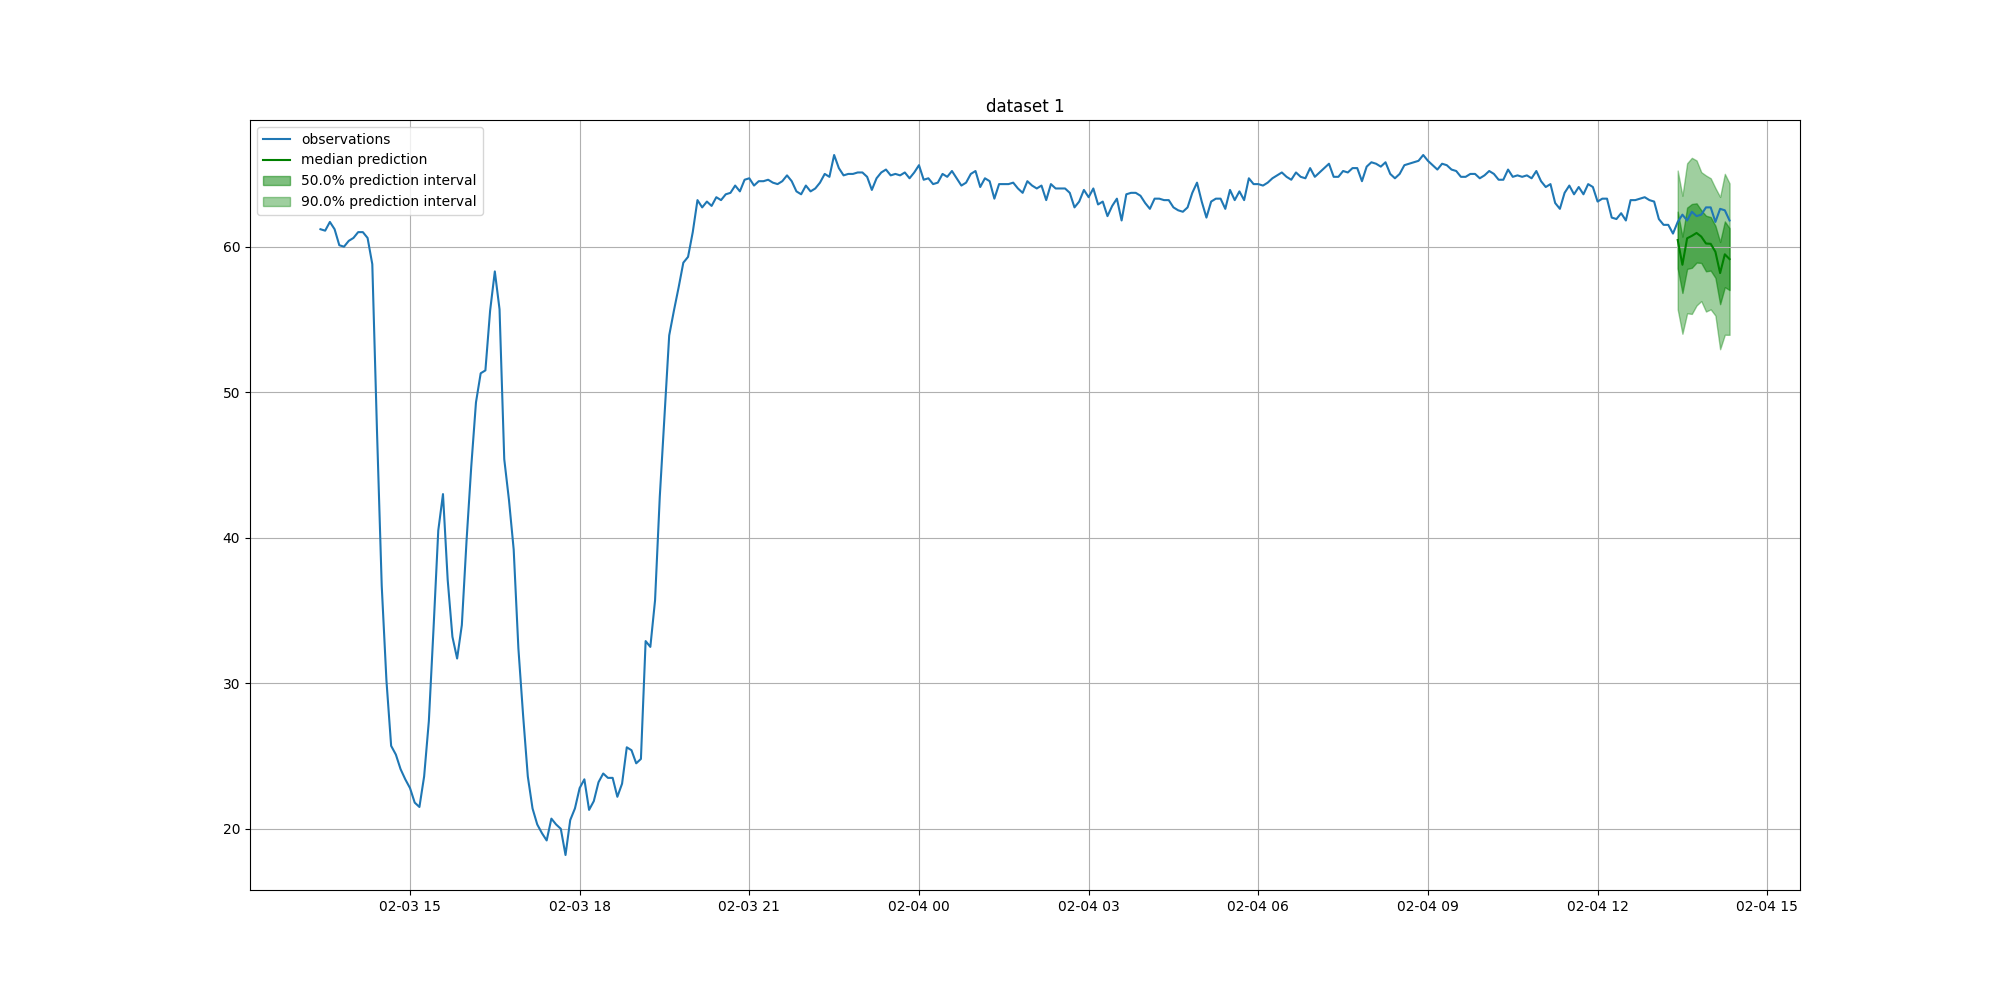 dataset 1
observations
median prediction
50.0% prediction interval
90.0% prediction interval
60
50
40
30
20
02-03 15
02-03 18
02-03 21
02-04 00
02-04 03
02-04 06
02-04 09
02-04 12
02-04 15